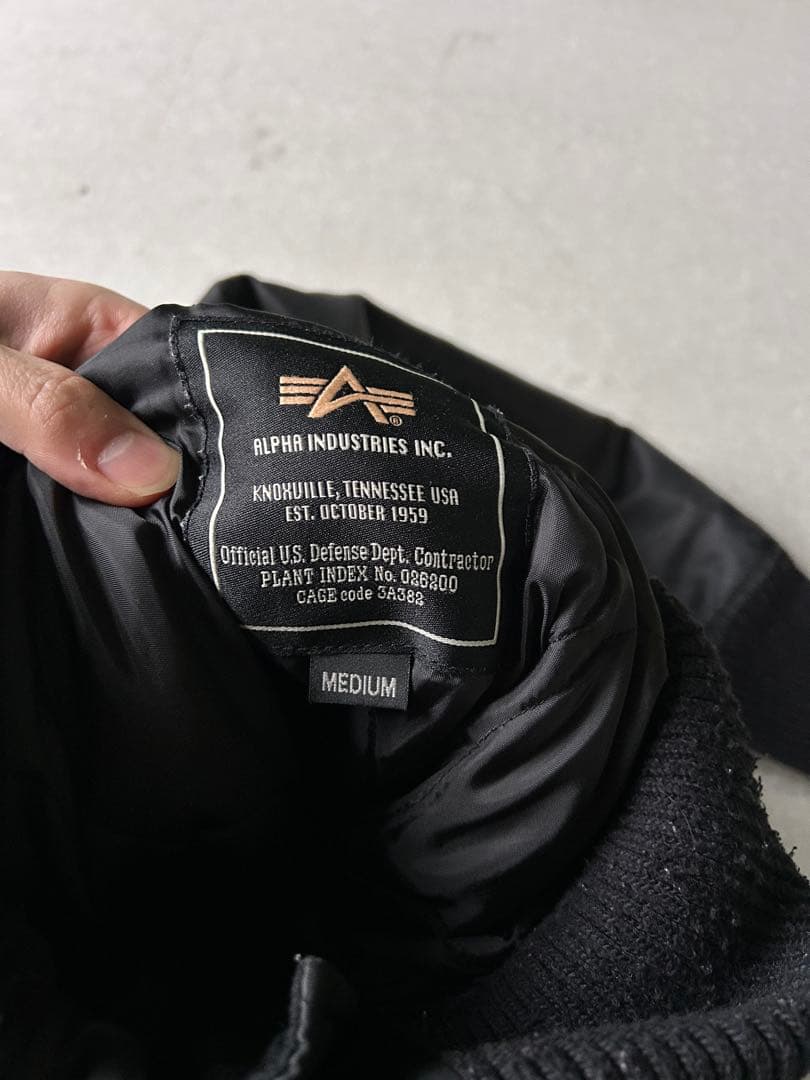 ALPHA INDUSTRIES INC.
KNOXVILLE, TENNESSEE USA
EST. OCTOBER 1959
Official U.S. Defense Dept. Contractor
PLANT INDEX No. 026200
CAGE code 3A382
MEDIUM